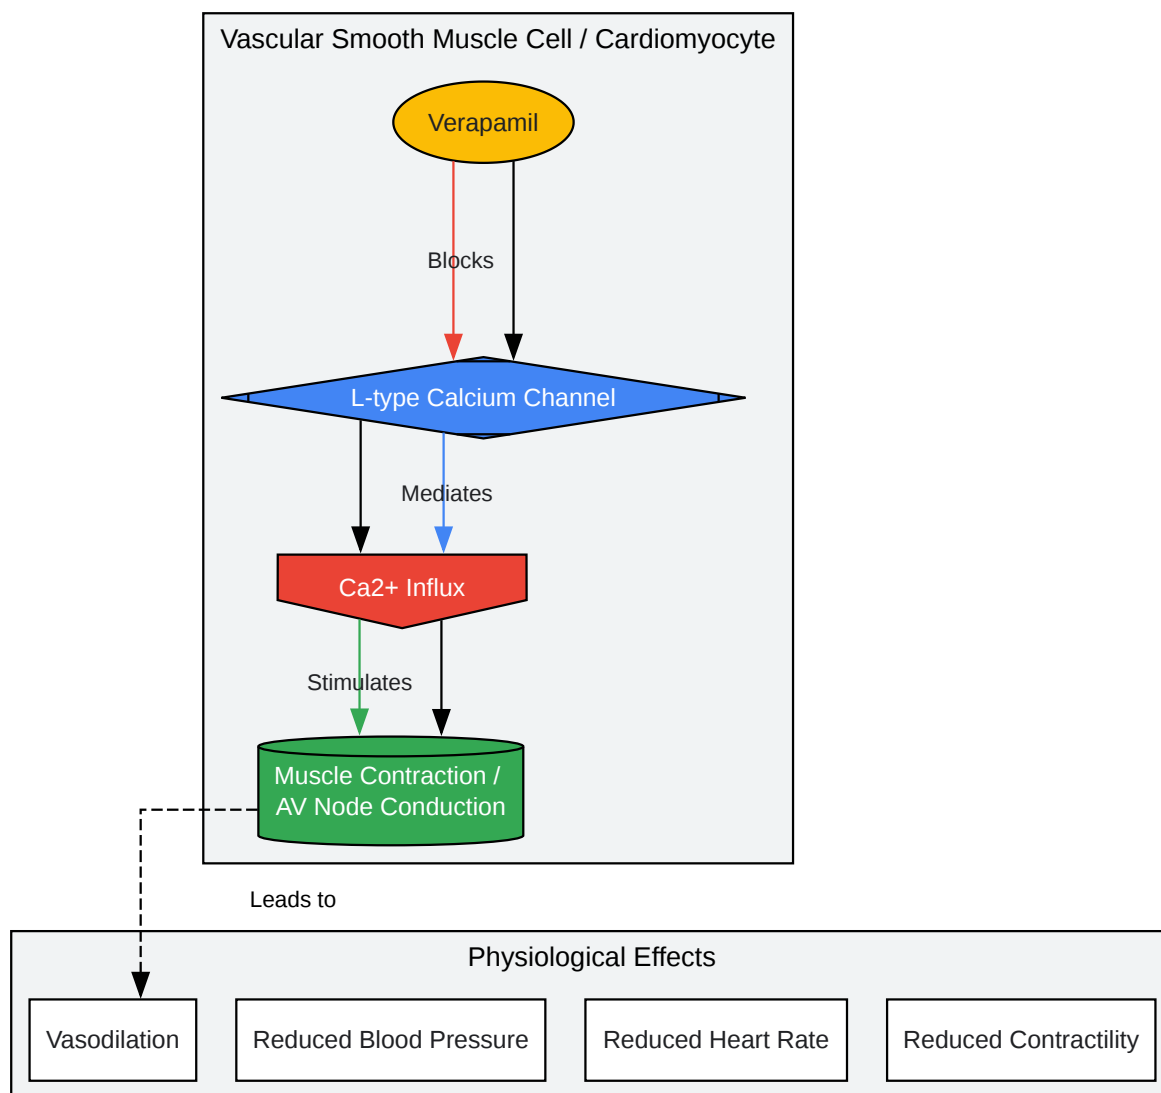 Vascular Smooth Muscle Cell / Cardiomyocyte
Verapamil
Blocks
L-type Calcium Channel
Mediates
Ca2+ Influx
Stimulates
Muscle Contraction /
AV Node Conduction
Leads to
Physiological Effects
Vasodilation
Reduced Blood Pressure
Reduced Heart Rate
Reduced Contractility